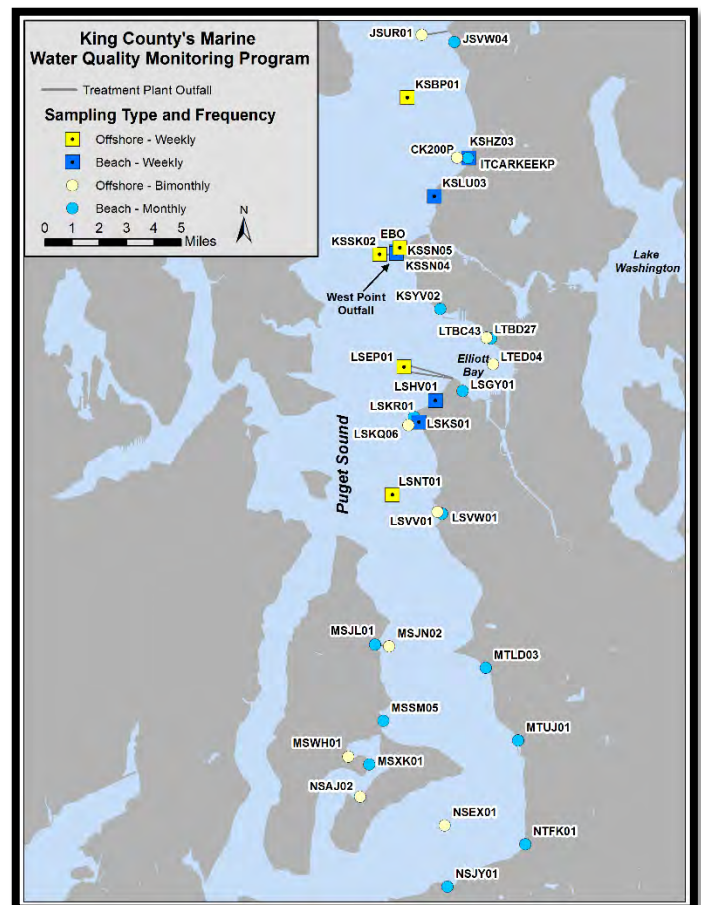 King County's Marine
Water Quality Monitoring Program
Treatment Plant Outfall
Sampling Type and Frequency
Offshore - Weekly
Beach - Weekly
Offshore - Bimonthly
Beach - Monthly
N
0 1 2 3 4 5
Miles
JSUR01
JSVW04
KSBP01
KSHZ03
CK200P
ITCARKEEKP
KSLU03
EBO
KSSK02
KSSN05
KSSN04
West Point
Outfall
Lake
Washington
KSYV02
LTBC43
LTBD27
LSEP01
Elliott
Bay
LTED04
LSHV01
LSGY01
LSKR01
LSKS01
LSKQ06
Puget Sound
LSNT01
LSVV01
LSVW01
MSJL01
MSJN02
MTLD03
MSSM05
MTUJ01
MSWH01
MSXK01
NSAJ02
NSEX01
NTFK01
NSJY01